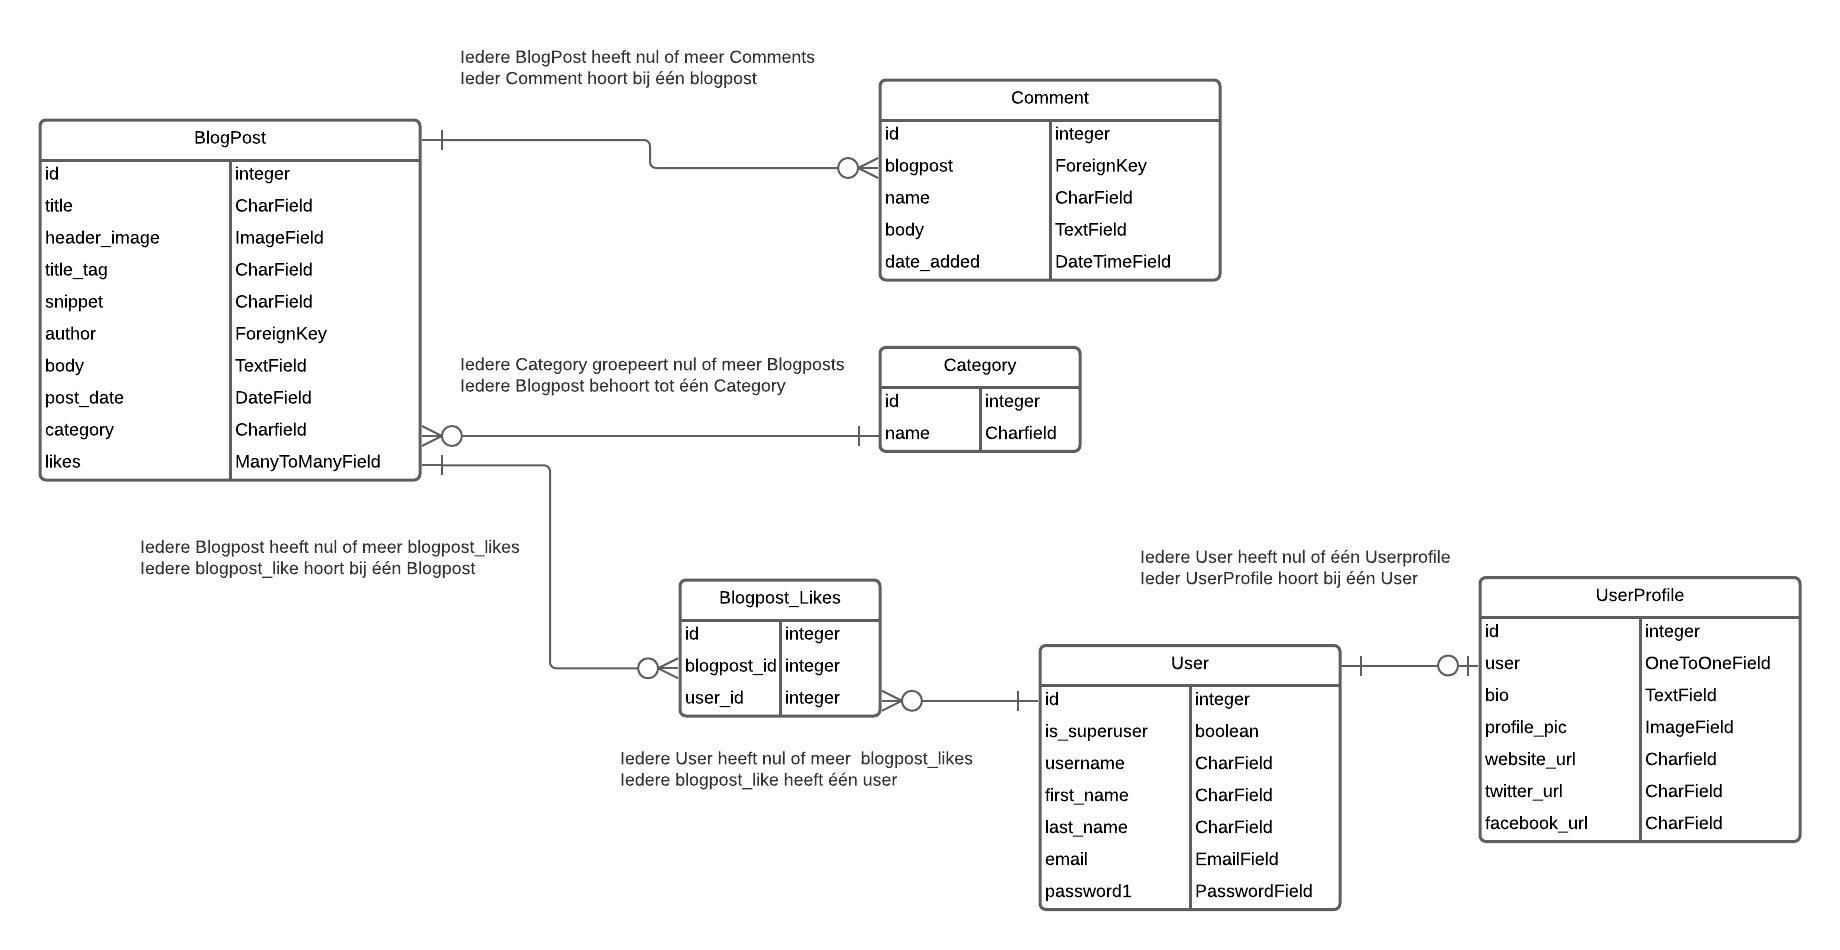 Iedere BlogPost heeft nul of meer Comments
Ieder Comment hoort bij één blogpost
Comment
id integer
blogpost ForeignKey
name CharField
body TextField
date_added DateTimeField
BlogPost
id integer
title CharField
header_image ImageField
title_tag CharField
snippet CharField
author ForeignKey
body TextField
post_date DateField
category Charfield
likes ManyToManyField
Iedere Category groepeert nul of meer Blogposts
Iedere Blogpost behoort tot één Category
Category
id integer
name Charfield
Iedere Blogpost heeft nul of meer blogpost_likes
Iedere blogpost_like hoort bij één Blogpost
Blogpost_Likes
id integer
blogpost_id integer
user_id integer
Iedere User heeft nul of meer  blogpost_likes
Iedere blogpost_like heeft één user
Iedere User heeft nul of één Userprofile
Ieder UserProfile hoort bij één User
User
id integer
is_superuser boolean
username CharField
first_name CharField
last_name CharField
email EmailField
password1 PasswordField
UserProfile
id integer
user OneToOneField
bio TextField
profile_pic ImageField
website_url Charfield
twitter_url CharField
facebook_url CharField